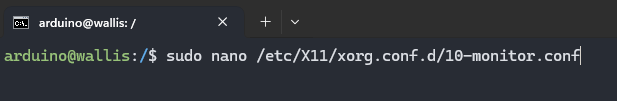 arduino@wallis: /
arduino@wallis:/$ sudo nano /etc/X11/xorg.conf.d/10-monitor.conf